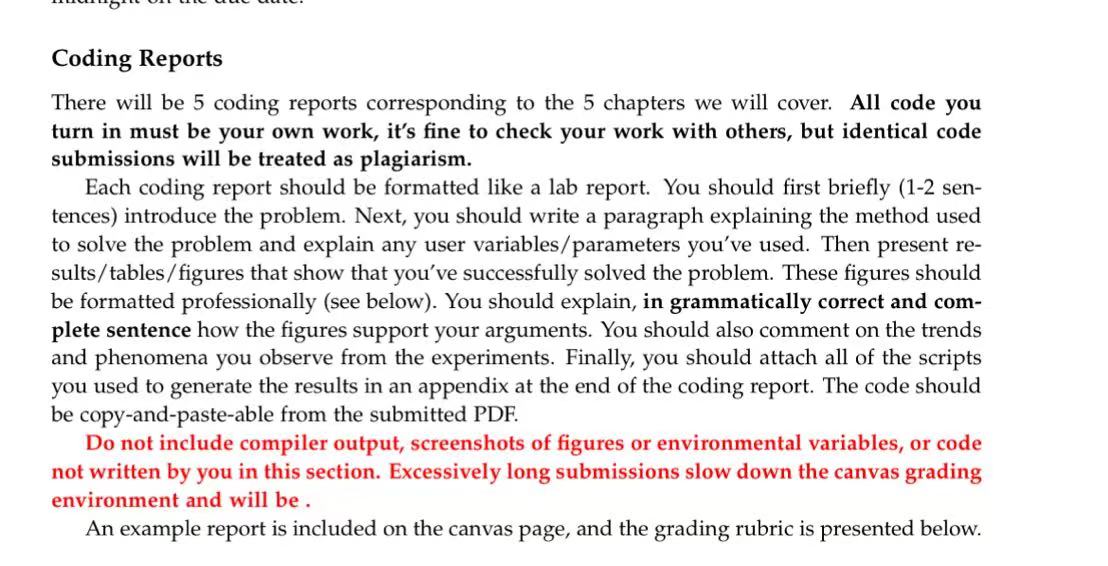 midnight on the due date.
Coding Reports
There will be 5 coding reports corresponding to the 5 chapters we will cover. All code you
turn in must be your own work, it's fine to check your work with others, but identical code
submissions will be treated as plagiarism.
Each coding report should be formatted like a lab report. You should first briefly (1-2 sen-
tences) introduce the problem. Next, you should write a paragraph explaining the method used
to solve the problem and explain any user variables/parameters you've used. Then present re-
sults/tables/figures that show that you've successfully solved the problem. These figures should
be formatted professionally (see below). You should explain, in grammatically correct and com-
plete sentence how the figures support your arguments. You should also comment on the trends
and phenomena you observe from the experiments. Finally, you should attach all of the scripts
you used to generate the results in an appendix at the end of the coding report. The code should
be copy-and-paste-able from the submitted PDF.
Do not include compiler output, screenshots of figures or environmental variables, or code
not written by you in this section. Excessively long submissions slow down the canvas grading
environment and will be .
An example report is included on the canvas page, and the grading rubric is presented below.